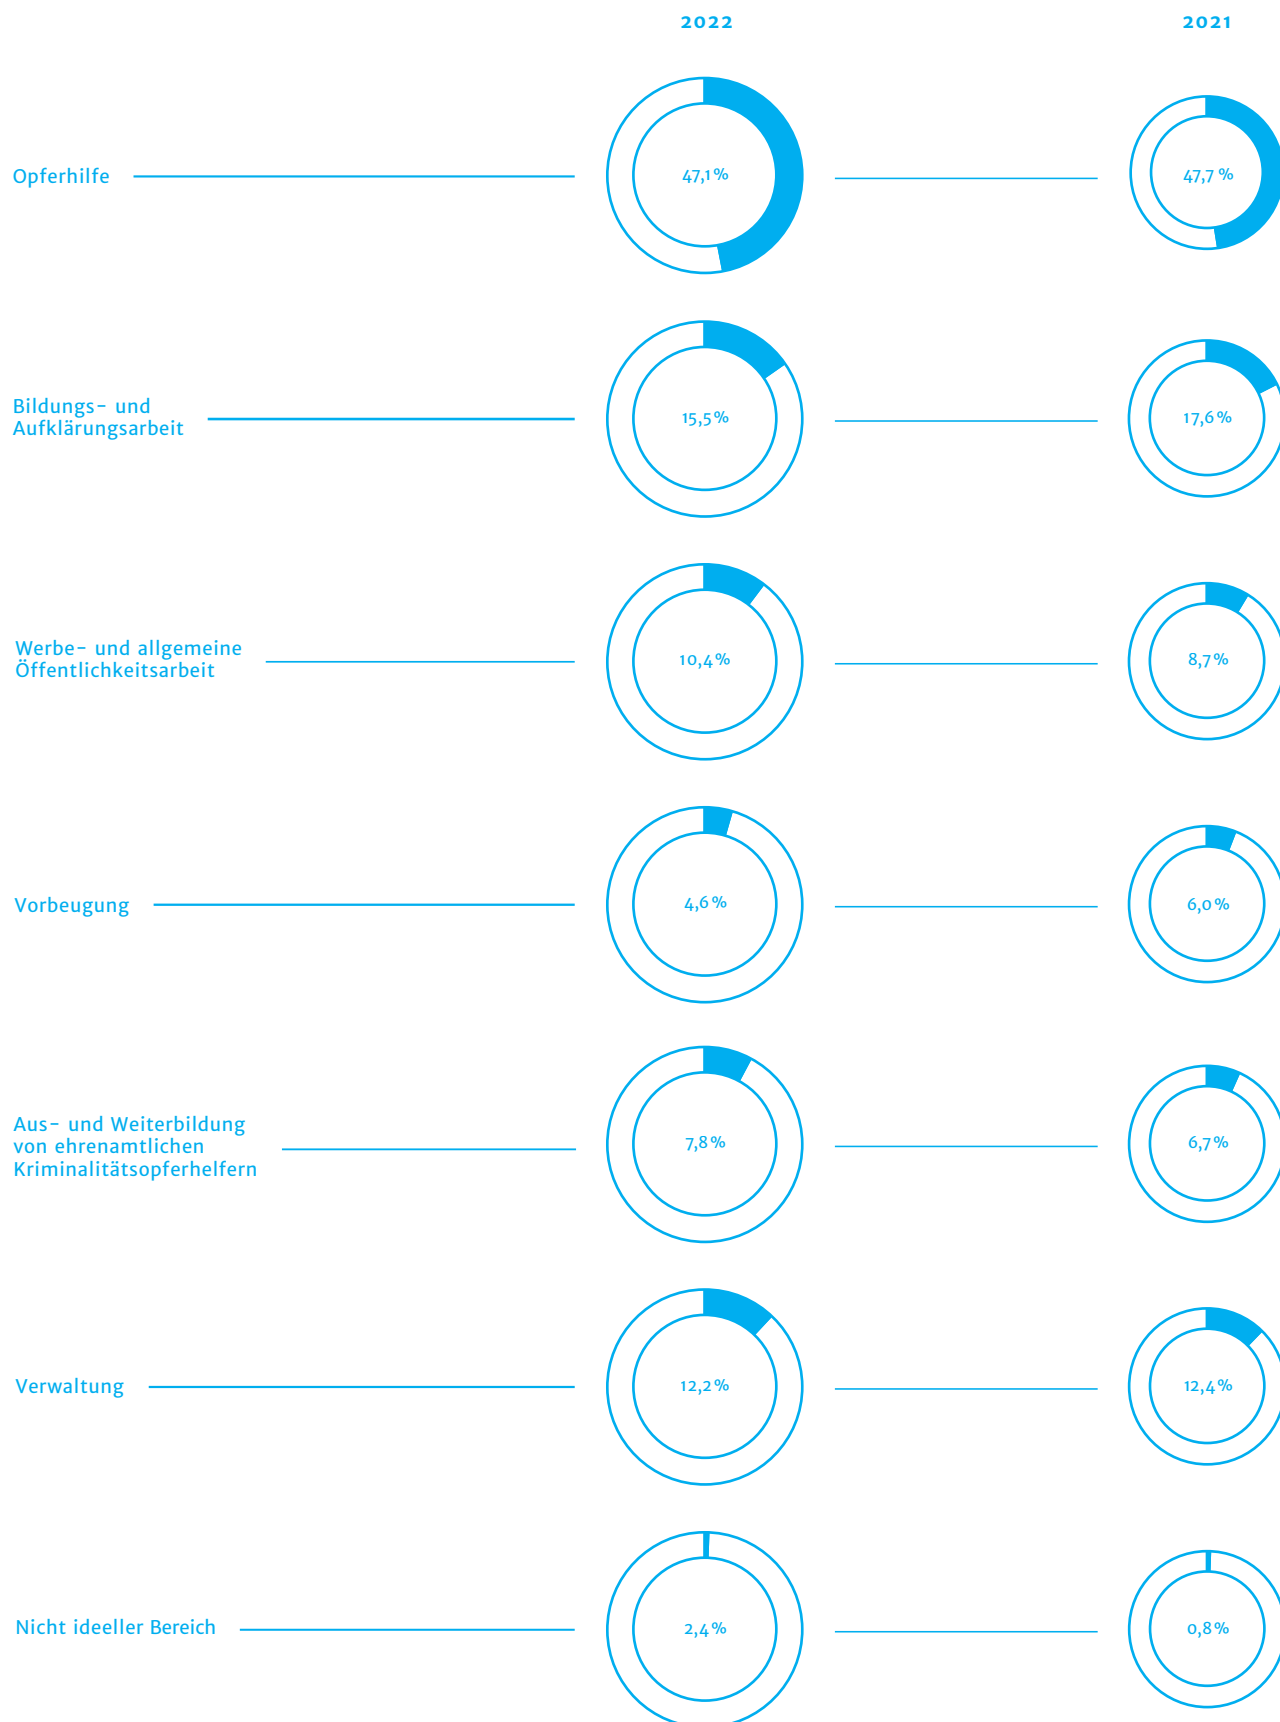 2022 2021
Opferhilfe 47,1% 47,7 %
Bildungs- und
Aufklärungsarbeit 15,5% 17,6%
Werbe- und allgemeine
Öffentlichkeitsarbeit 10,4% 8,7%
Vorbeugung 4,6% 6,0%
Aus- und Weiterbildung
von ehrenamtlichen 7,8% 6,7%
Kriminalitätsopferhelfern
Verwaltung 12,2% 12,4%
Nicht ideeller Bereich 2,4% 0,8%